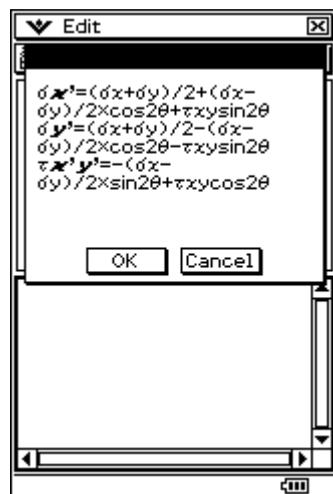 Edit
σx'=(σx+σy)/2+(σx-
σy)/2×cos2θ+τxysin2θ
σy'=(σx+σy)/2-(σx-
σy)/2×cos2θ-τxysin2θ
τx'y'=-(σx-
σy)/2×sin2θ+τxycos2θ
OK Cancel